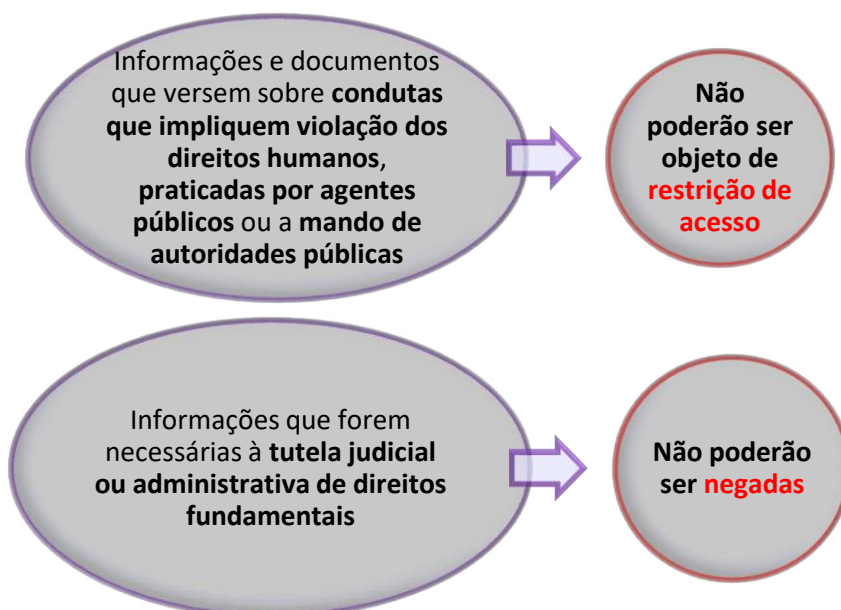 Informações e documentos
que versem sobre condutas
que impliquem violação dos
direitos humanos,
praticadas por agentes
públicos ou a mando de
autoridades públicas
Não
poderão ser
objeto de
restrição de
acesso
Informações que forem
necessárias à tutela judicial
ou administrativa de direitos
fundamentais
Não poderão
ser negadas